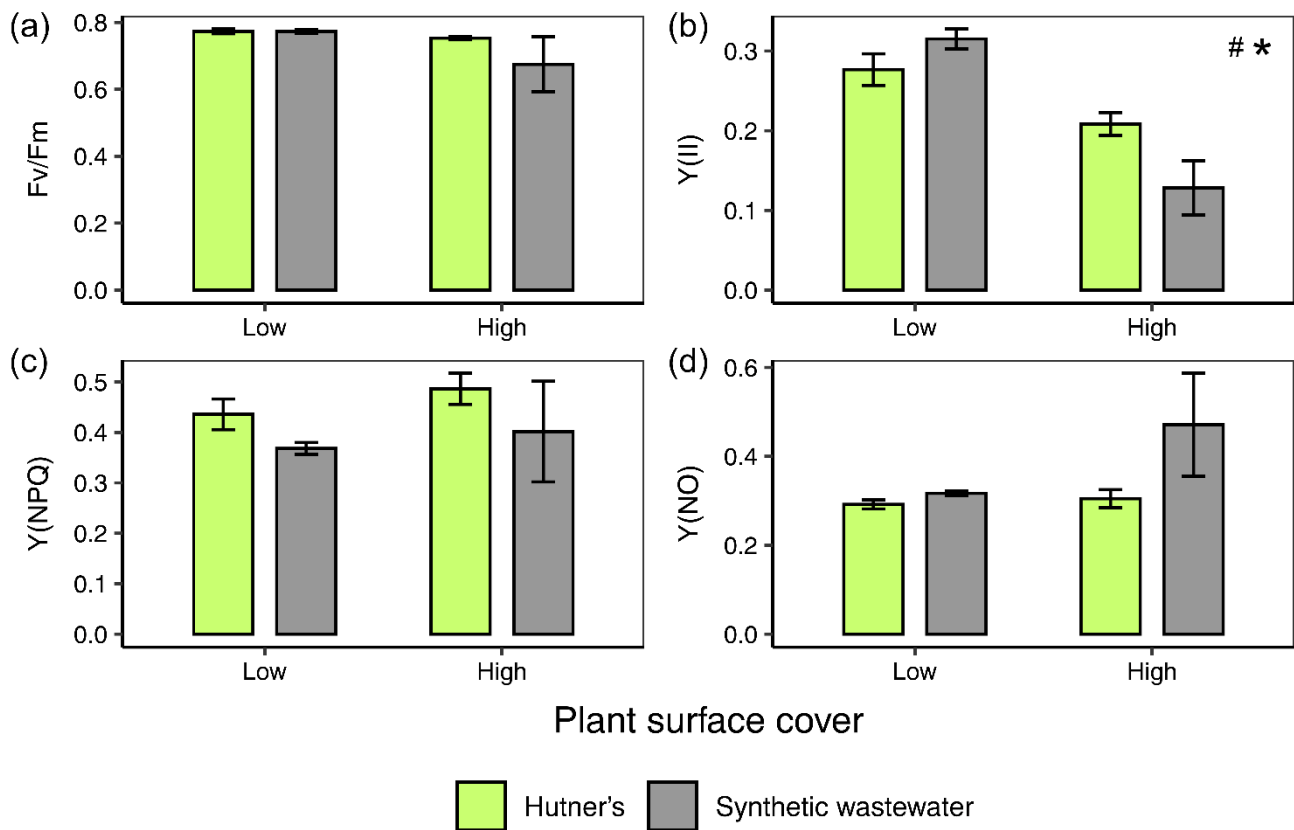 (a)
0.8
0.6
0.4
0.2
0.0
Fv/Fm
Low High
(b)
# *
0.3
0.2
0.1
0.0
Y(II)
Low High
(c)
0.5
0.4
0.3
0.2
0.1
0.0
Y(NPQ)
Low High
(d)
0.6
0.4
0.2
0.0
Y(NO)
Low High
Plant surface cover
Hutner's Synthetic wastewater